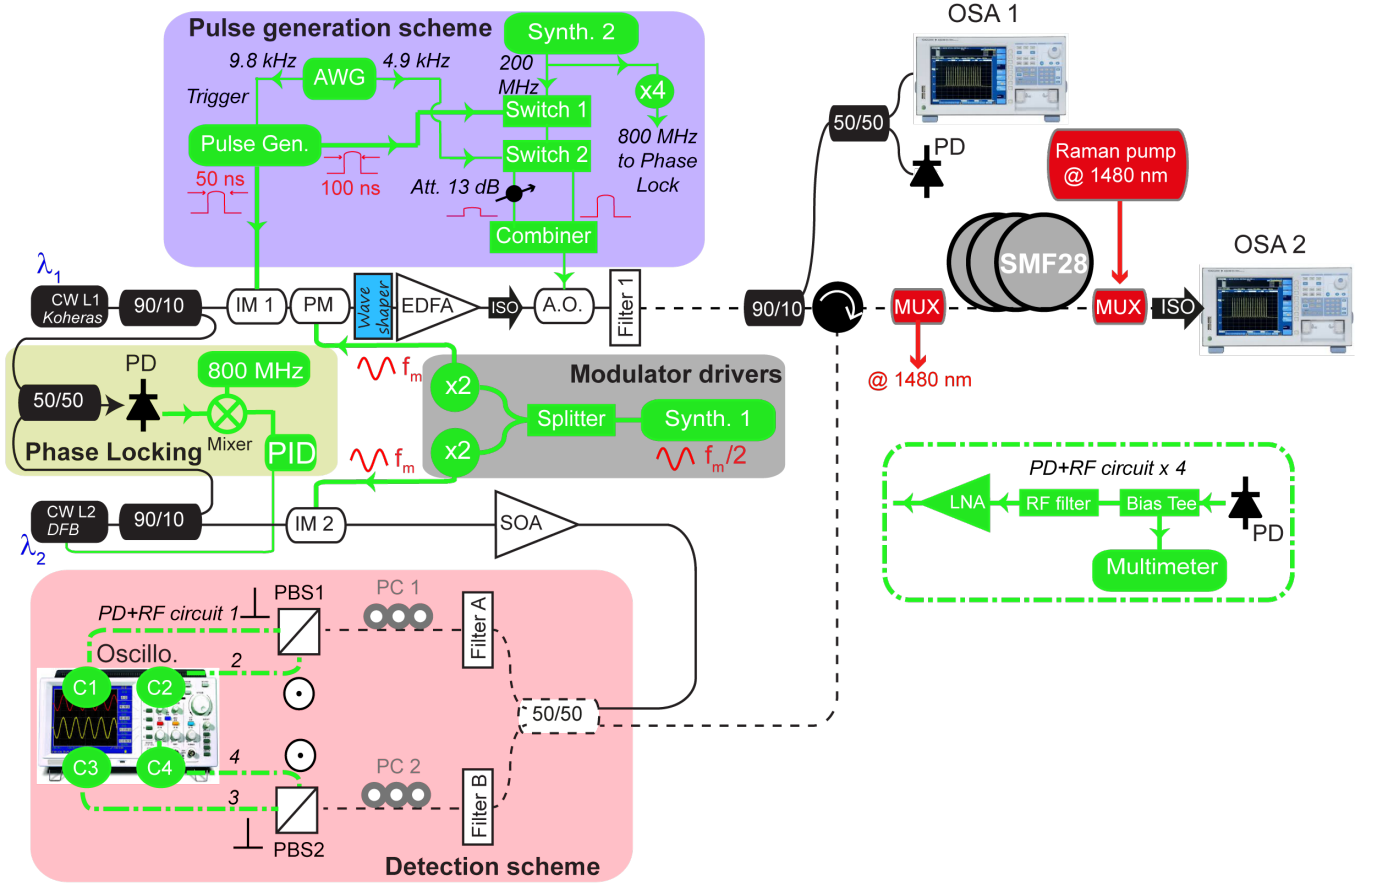 Pulse generation scheme
Synth. 2
9.8 kHz
AWG
4.9 kHz
200
MHz
x4
Trigger
Switch 1
Pulse Gen.
Switch 2
800 MHz
to Phase
Lock
50 ns
100 ns
Att. 13 dB
Combiner
OSA 1
50/50
PD
Raman pump
@ 1480 nm
SMF28
OSA 2
λ1
CW L1
Koheras
90/10
IM 1
PM
Wave
shaper
EDFA
ISO
A.O.
Filter 1
90/10
MUX
MUX
ISO
@ 1480 nm
fm
PD
800 MHz
50/50
Mixer
Phase Locking
PID
Modulator drivers
x2
Splitter
Synth. 1
x2
fm/2
fm
CW L2
DFB
λ2
90/10
IM 2
SOA
PD+RF circuit x 4
LNA
RF filter
Bias Tee
PD
Multimeter
PBS1
PC 1
Filter A
PD+RF circuit 1
Oscillo.
2
C1
C2
50/50
C3
C4
4
3
PC 2
Filter B
PBS2
Detection scheme